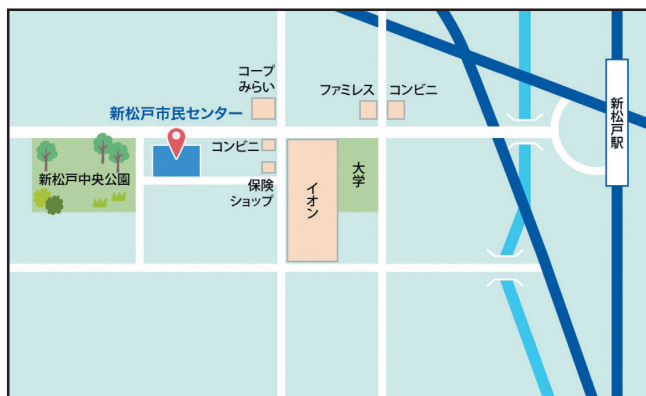 コープ
みらい
ファミレス
コンビニ
新松戸市民センター
新松戸駅
コンビニ
新松戸中央公園
保険
ショップ
イオン
大学